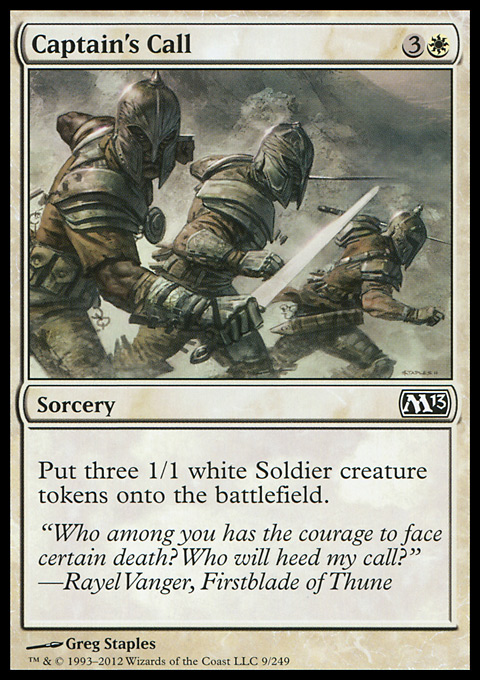 Captain's Call 3
Sorcery M13
Put three 1/1 white Soldier creature
tokens onto the battlefield.
“Who among you has the courage to face
certain death? Who will heed my call?”
—Rayel Vanger, Firstblade of Thune
Greg Staples
™ & © 1993–2012 Wizards of the Coast LLC 9/249